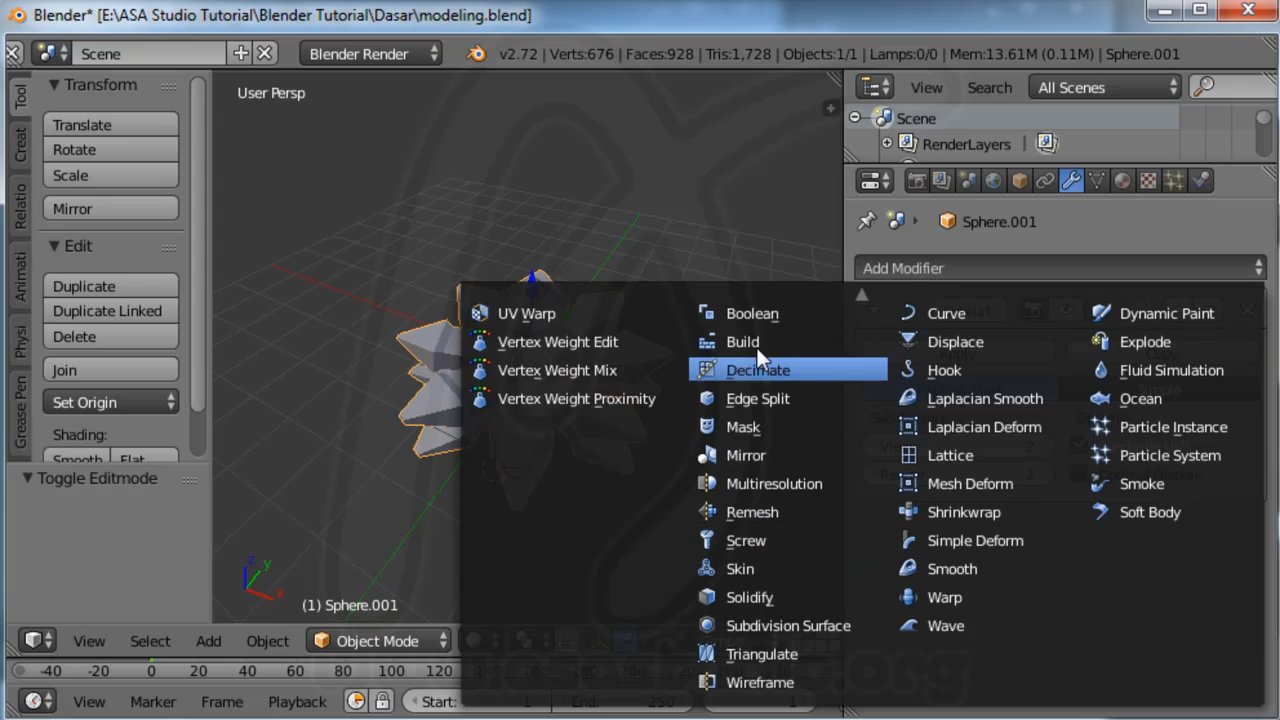 Blender* [E:\ASA Studio Tutorial\Blender Tutorial\Dasar\modeling.blend]
Scene
Blender Render
v2.72 | Verts:676 | Faces:928 | Tris:1,728 | Objects:1/1 | Lamps:0/0 | Mem:13.61M (0.11M) | Sphere.001
Tool
Creat
Relatio
Animati
Physi
Grease Pen
Transform
Translate
Rotate
Scale
Mirror
Edit
Duplicate
Duplicate Linked
Delete
Join
Set Origin
Shading:
Smooth
Flat
Toggle Editmode
User Persp
z
y
x
(1) Sphere.001
View
Search
All Scenes
Scene
RenderLayers
Sphere.001
Add Modifier
UV Warp
Vertex Weight Edit
Vertex Weight Mix
Vertex Weight Proximity
Boolean
Build
Decimate
Edge Split
Mask
Mirror
Multiresolution
Remesh
Screw
Skin
Solidify
Subdivision Surface
Triangulate
Wireframe
Curve
Displace
Hook
Laplacian Smooth
Laplacian Deform
Lattice
Mesh Deform
Shrinkwrap
Simple Deform
Smooth
Warp
Wave
Dynamic Paint
Explode
Fluid Simulation
Ocean
Particle Instance
Particle System
Smoke
Soft Body
View
Select
Add
Object
Object Mode
-40 -20 0 20 40 60 80 100 120
View
Marker
Frame
Playback
Start: 1
End: 250
1